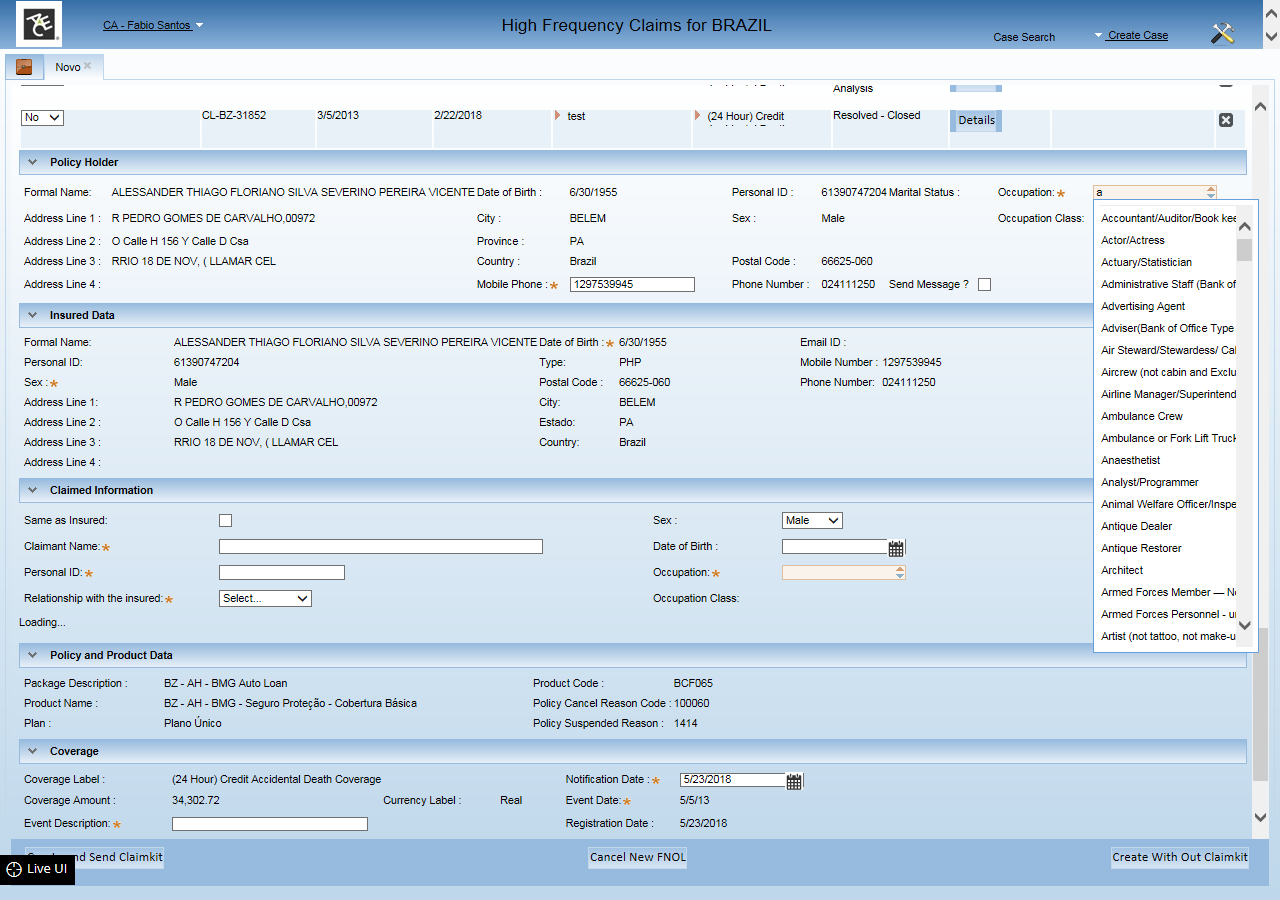 ACE
CA - Fabio Santos
High Frequency Claims for BRAZIL
Case Search
Create Case
Novo
Analysis
No CL-BZ-31852 3/5/2013 2/22/2018 test (24 Hour) Credit Resolved - Closed Details
Policy Holder
Formal Name: ALESSANDER THIAGO FLORIANO SILVA SEVERINO PEREIRA VICENTE Date of Birth : 6/30/1955 Personal ID : 61390747204 Marital Status : Occupation: * a
Address Line 1 : R PEDRO GOMES DE CARVALHO,00972 City : BELEM Sex : Male Occupation Class:
Address Line 2 : O Calle H 156 Y Calle D Csa Province : PA
Address Line 3 : RRIO 18 DE NOV, ( LLAMAR CEL Country : Brazil Postal Code : 66625-060
Address Line 4 : Mobile Phone : * 1297539945 Phone Number : 024111250 Send Message ?
Accountant/Auditor/Book kee
Actor/Actress
Actuary/Statistician
Administrative Staff (Bank of
Advertising Agent
Adviser(Bank of Office Type
Air Steward/Stewardess/ Cal
Aircrew (not cabin and Exclu
Airline Manager/Superintend
Ambulance Crew
Ambulance or Fork Lift Truck
Anaesthetist
Analyst/Programmer
Animal Welfare Officer/Inspe
Antique Dealer
Antique Restorer
Architect
Armed Forces Member — No
Armed Forces Personnel - un
Artist (not tattoo, not make-u
Insured Data
Formal Name: ALESSANDER THIAGO FLORIANO SILVA SEVERINO PEREIRA VICENTE Date of Birth : * 6/30/1955 Email ID :
Personal ID: 61390747204 Type: PHP Mobile Number : 1297539945
Sex : * Male Postal Code : 66625-060 Phone Number: 024111250
Address Line 1: R PEDRO GOMES DE CARVALHO,00972 City: BELEM
Address Line 2 : O Calle H 156 Y Calle D Csa Estado: PA
Address Line 3 : RRIO 18 DE NOV, ( LLAMAR CEL Country: Brazil
Address Line 4 :
Claimed Information
Same as Insured: Sex : Male
Claimant Name: * Date of Birth :
Personal ID: * Occupation: *
Relationship with the insured: * Select... Occupation Class:
Loading...
Policy and Product Data
Package Description : BZ - AH - BMG Auto Loan Product Code : BCF065
Product Name : BZ - AH - BMG - Seguro Proteção - Cobertura Básica Policy Cancel Reason Code : 100060
Plan : Plano Único Policy Suspended Reason : 1414
Coverage
Coverage Label : (24 Hour) Credit Accidental Death Coverage Notification Date : * 5/23/2018
Coverage Amount : 34,302.72 Currency Label : Real Event Date: * 5/5/13
Event Description: * Registration Date : 5/23/2018
nd Send Claimkit
Cancel New FNOL
Create With Out Claimkit
Live UI